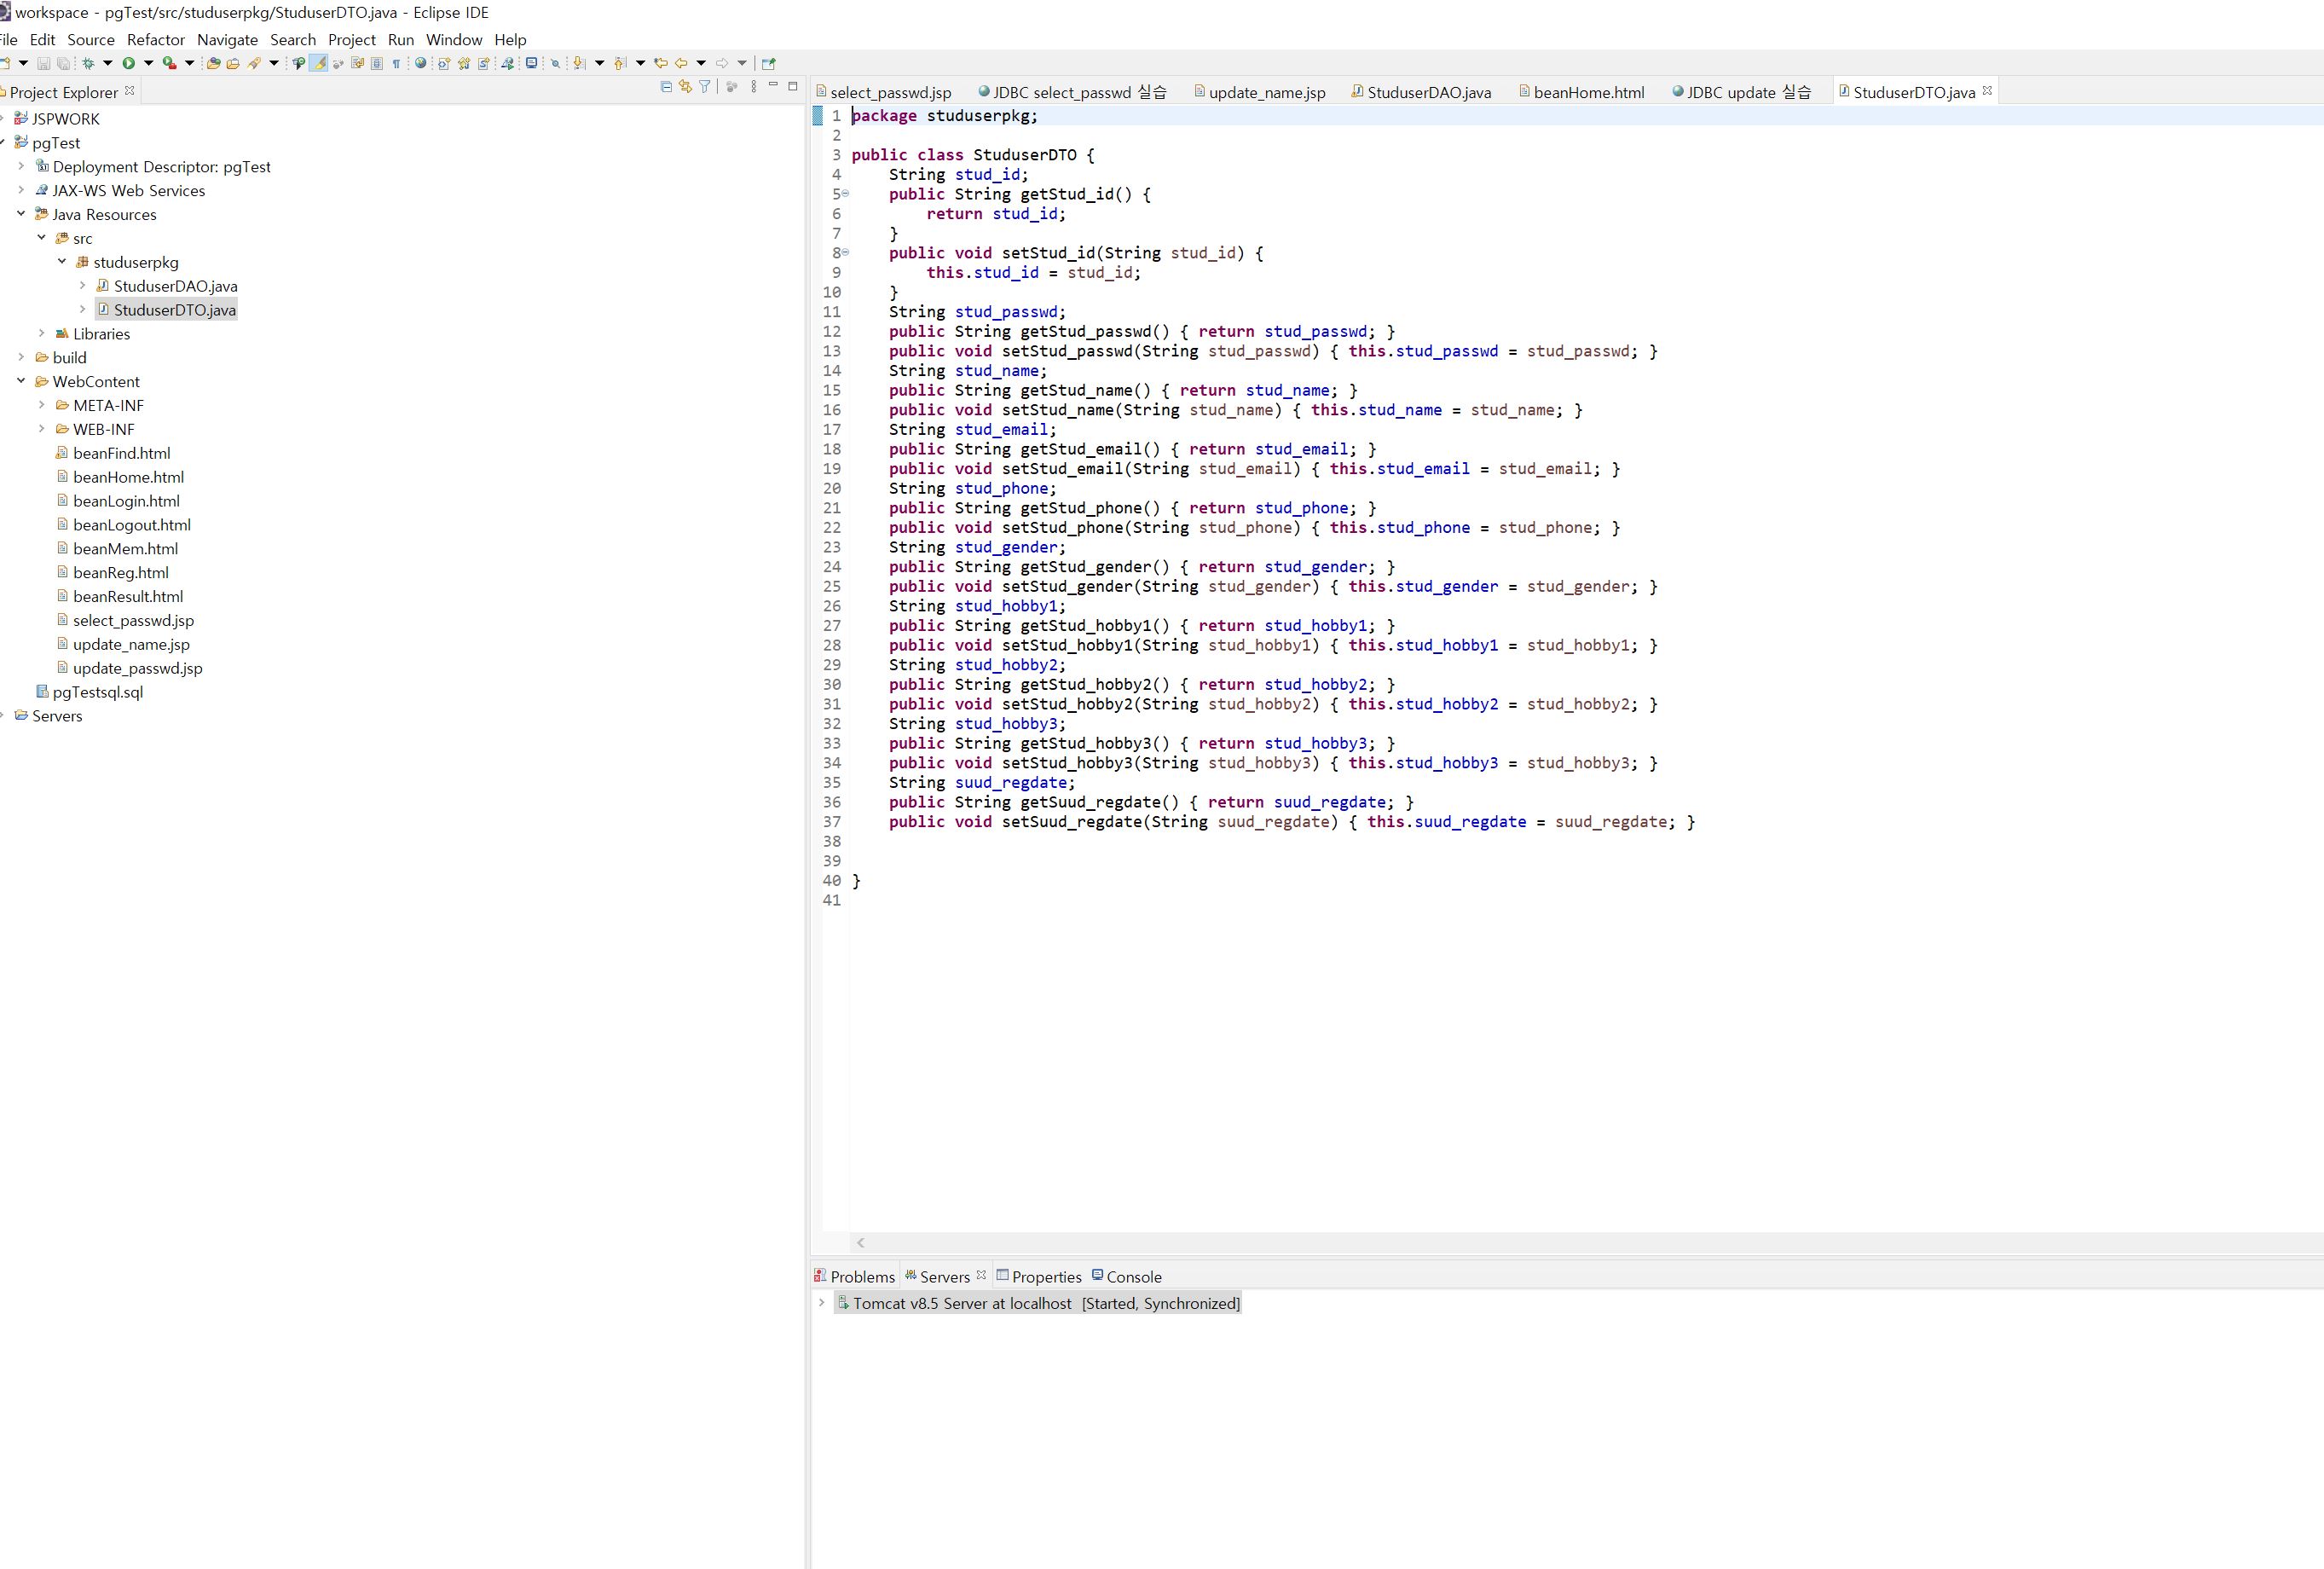 workspace - pgTest/src/studuserpkg/StuduserDTO.java - Eclipse IDE
File Edit Source Refactor Navigate Search Project Run Window Help
Project Explorer
JSPWORK
pgTest
Deployment Descriptor: pgTest
JAX-WS Web Services
Java Resources
src
studuserpkg
StuduserDAO.java
StuduserDTO.java
Libraries
build
WebContent
META-INF
WEB-INF
beanFind.html
beanHome.html
beanLogin.html
beanLogout.html
beanMem.html
beanReg.html
beanResult.html
select_passwd.jsp
update_name.jsp
update_passwd.jsp
pgTestsql.sql
Servers
select_passwd.jsp JDBC select_passwd 실습 update_name.jsp StuduserDAO.java beanHome.html JDBC update 실습 StuduserDTO.java
1 package studuserpkg;
2
3 public class StuduserDTO {
4 String stud_id;
5 public String getStud_id() {
6 return stud_id;
7 }
8 public void setStud_id(String stud_id) {
9 this.stud_id = stud_id;
10 }
11 String stud_passwd;
12 public String getStud_passwd() { return stud_passwd; }
13 public void setStud_passwd(String stud_passwd) { this.stud_passwd = stud_passwd; }
14 String stud_name;
15 public String getStud_name() { return stud_name; }
16 public void setStud_name(String stud_name) { this.stud_name = stud_name; }
17 String stud_email;
18 public String getStud_email() { return stud_email; }
19 public void setStud_email(String stud_email) { this.stud_email = stud_email; }
20 String stud_phone;
21 public String getStud_phone() { return stud_phone; }
22 public void setStud_phone(String stud_phone) { this.stud_phone = stud_phone; }
23 String stud_gender;
24 public String getStud_gender() { return stud_gender; }
25 public void setStud_gender(String stud_gender) { this.stud_gender = stud_gender; }
26 String stud_hobby1;
27 public String getStud_hobby1() { return stud_hobby1; }
28 public void setStud_hobby1(String stud_hobby1) { this.stud_hobby1 = stud_hobby1; }
29 String stud_hobby2;
30 public String getStud_hobby2() { return stud_hobby2; }
31 public void setStud_hobby2(String stud_hobby2) { this.stud_hobby2 = stud_hobby2; }
32 String stud_hobby3;
33 public String getStud_hobby3() { return stud_hobby3; }
34 public void setStud_hobby3(String stud_hobby3) { this.stud_hobby3 = stud_hobby3; }
35 String suud_regdate;
36 public String getSuud_regdate() { return suud_regdate; }
37 public void setSuud_regdate(String suud_regdate) { this.suud_regdate = suud_regdate; }
38
39
40 }
41
Problems Servers Properties Console
Tomcat v8.5 Server at localhost [Started, Synchronized]